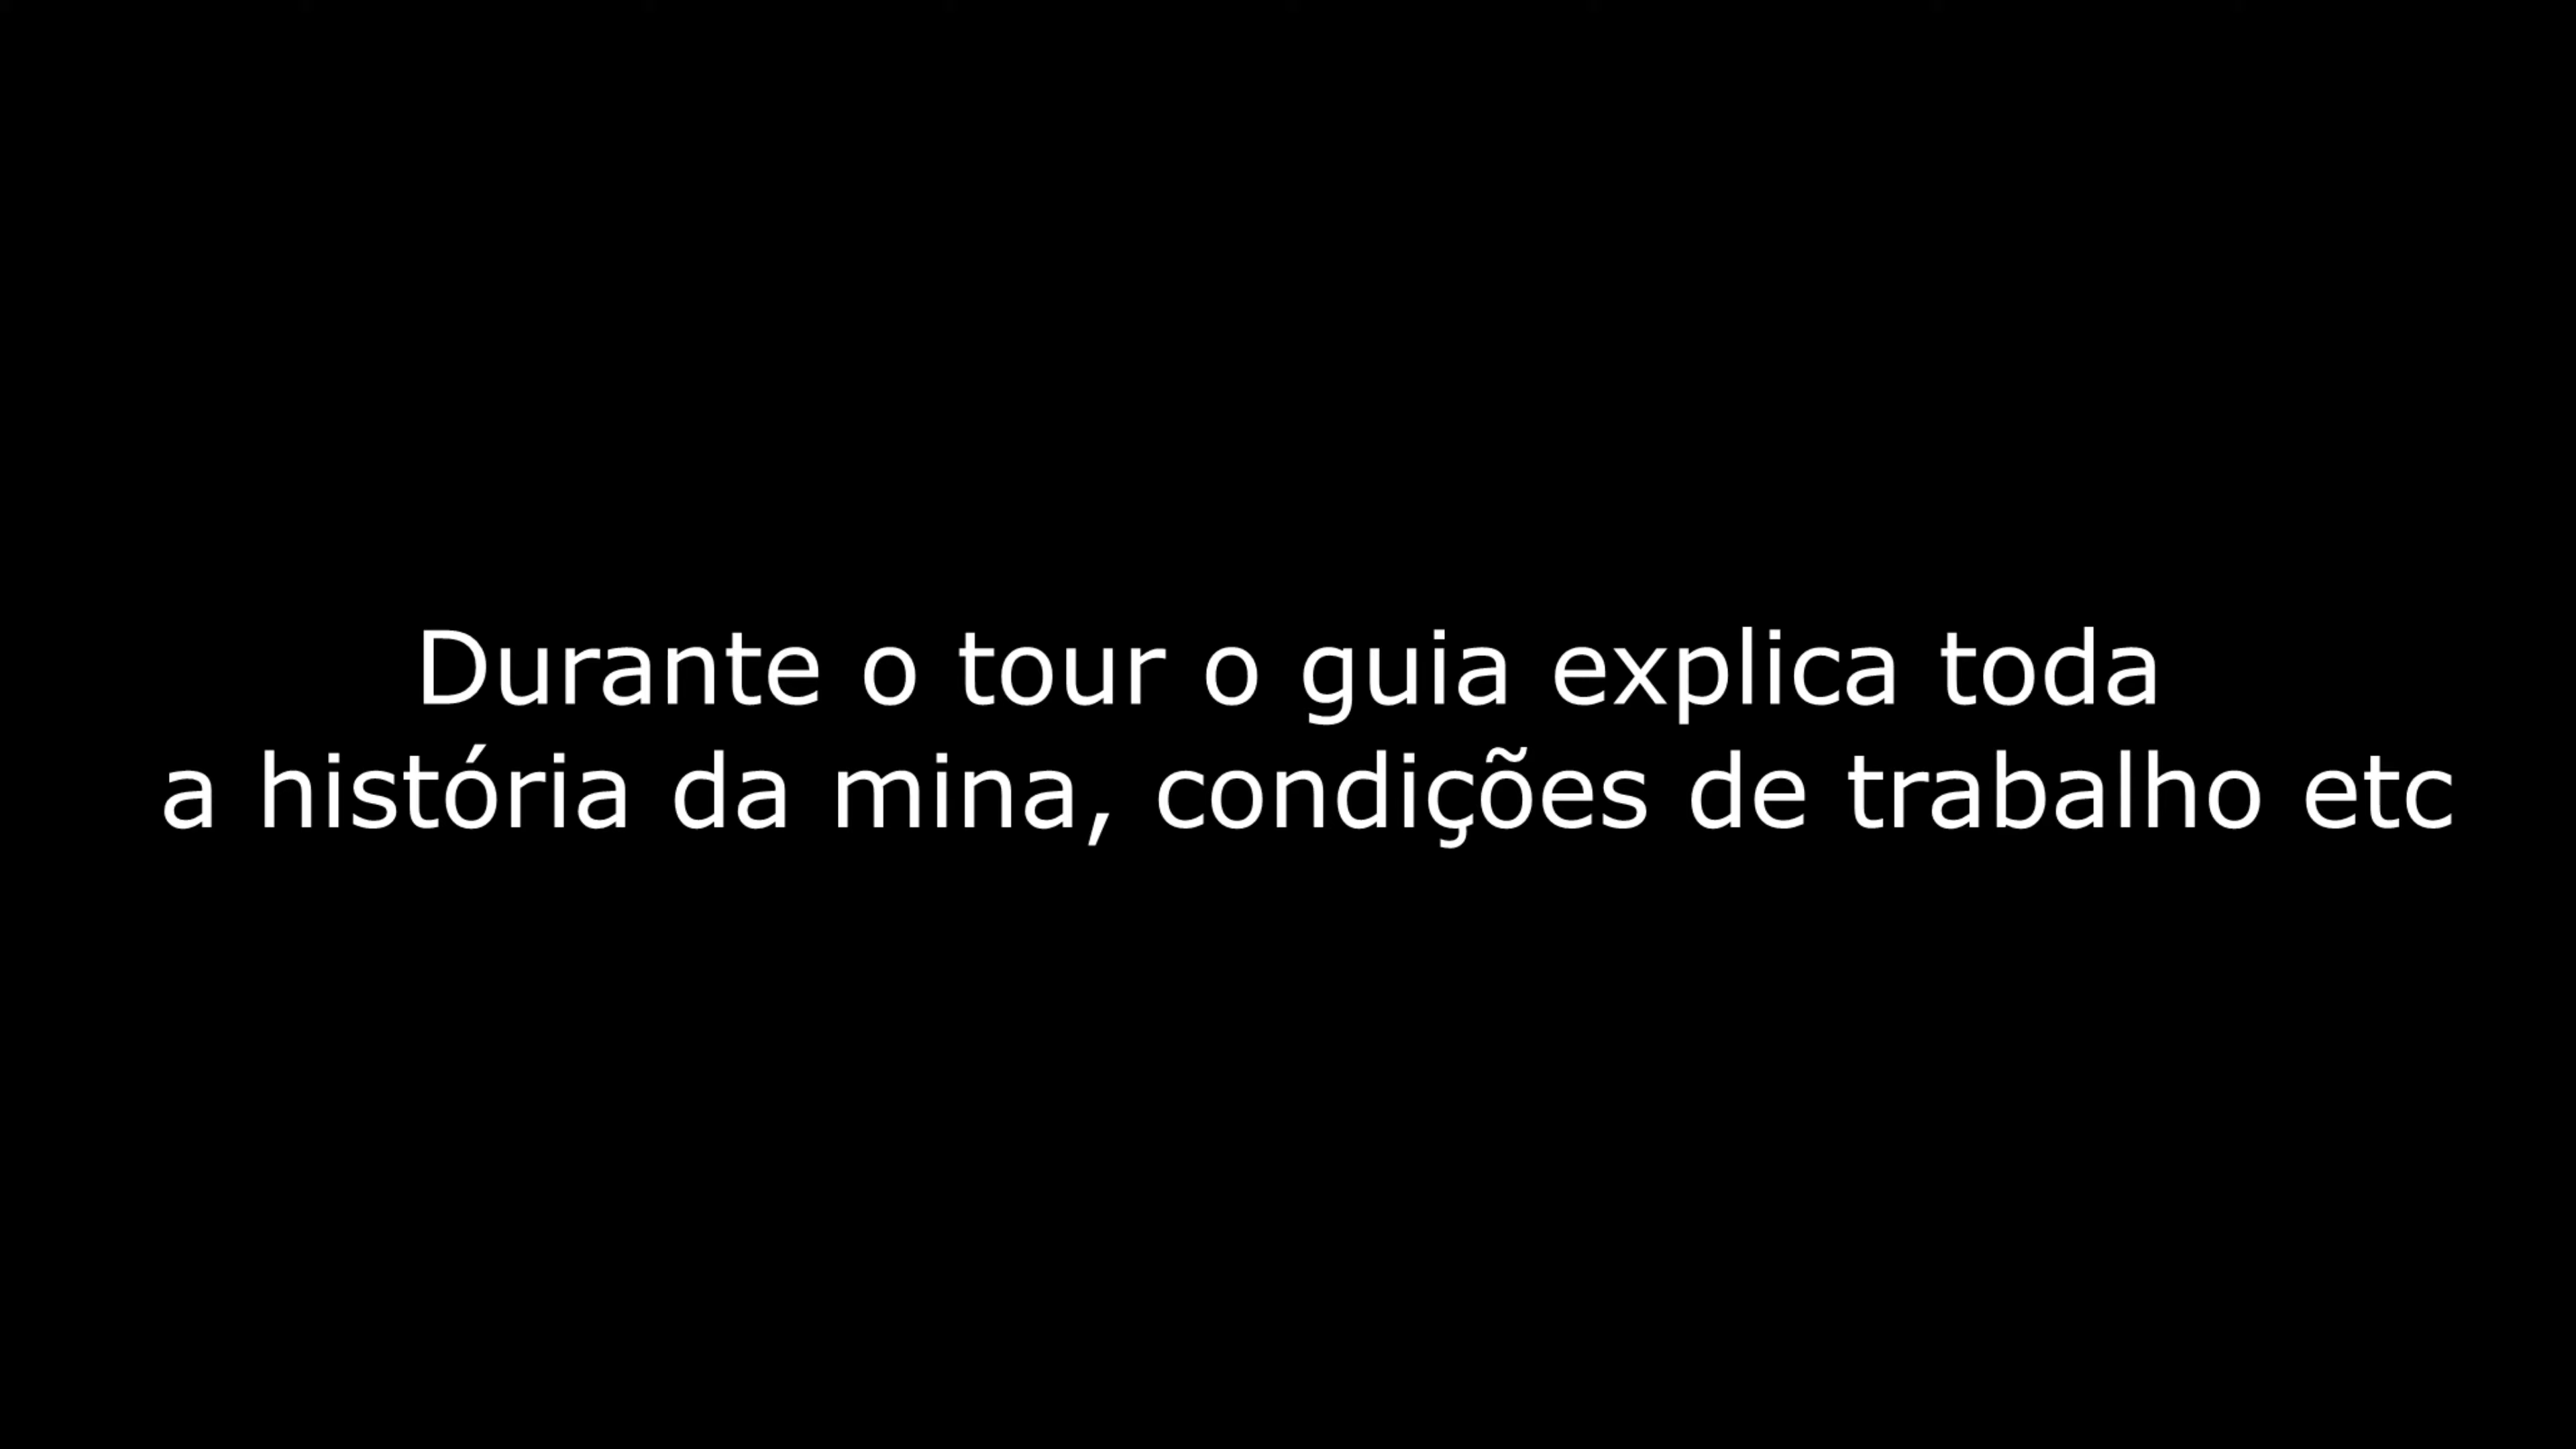 Durante o tour o guia explica toda
a história da mina, condições de trabalho etc